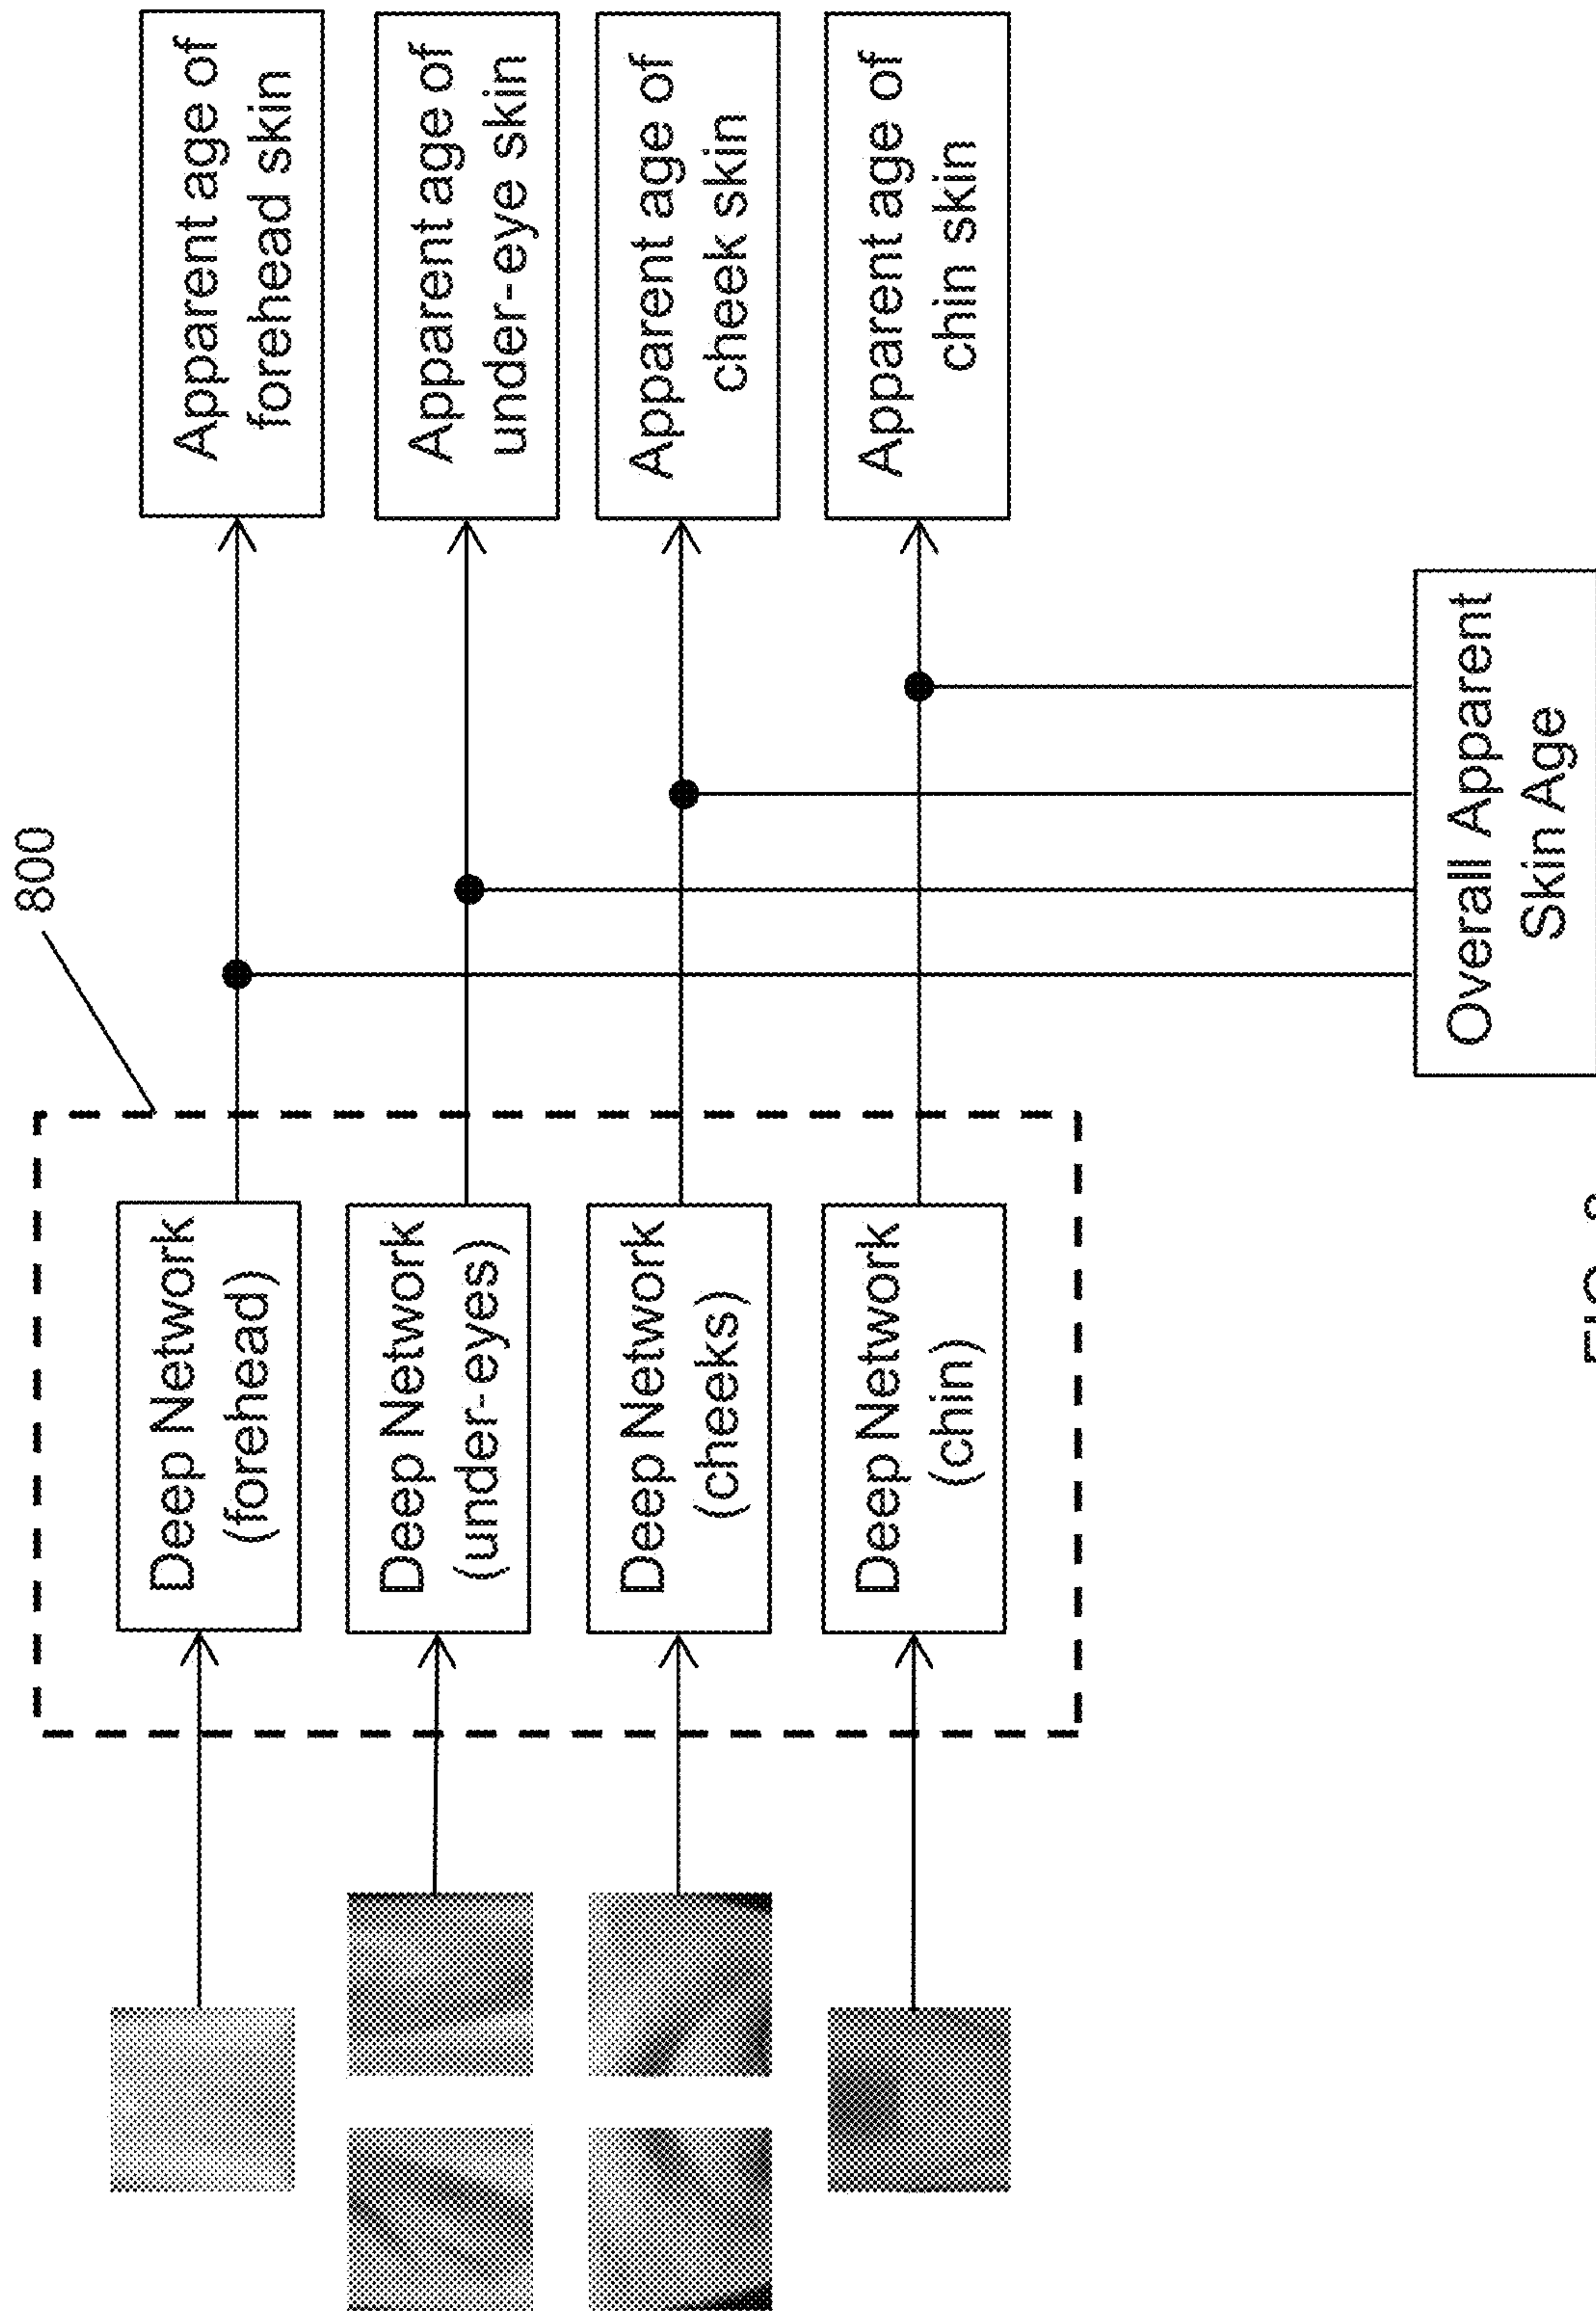 800
Deep Network
(forehead)
Apparent age of
forehead skin
Deep Network
(under-eyes)
Apparent age of
under-eye skin
Deep Network
(cheeks)
Apparent age of
cheek skin
Deep Network
(chin)
Apparent age of
chin skin
Overall Apparent
Skin Age